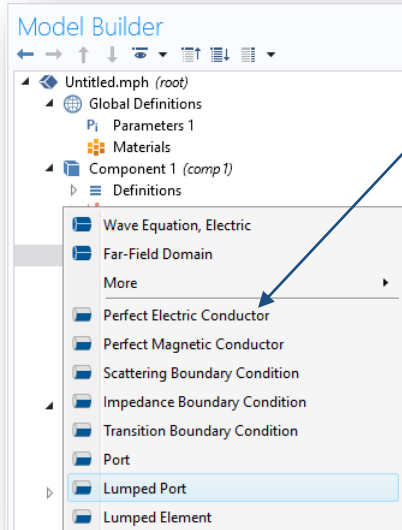 Model Builder
Untitled.mph (root)
Global Definitions
Pi Parameters 1
Materials
Component 1 (comp1)
Definitions
Wave Equation, Electric
Far-Field Domain
More
Perfect Electric Conductor
Perfect Magnetic Conductor
Scattering Boundary Condition
Impedance Boundary Condition
Transition Boundary Condition
Port
Lumped Port
Lumped Element